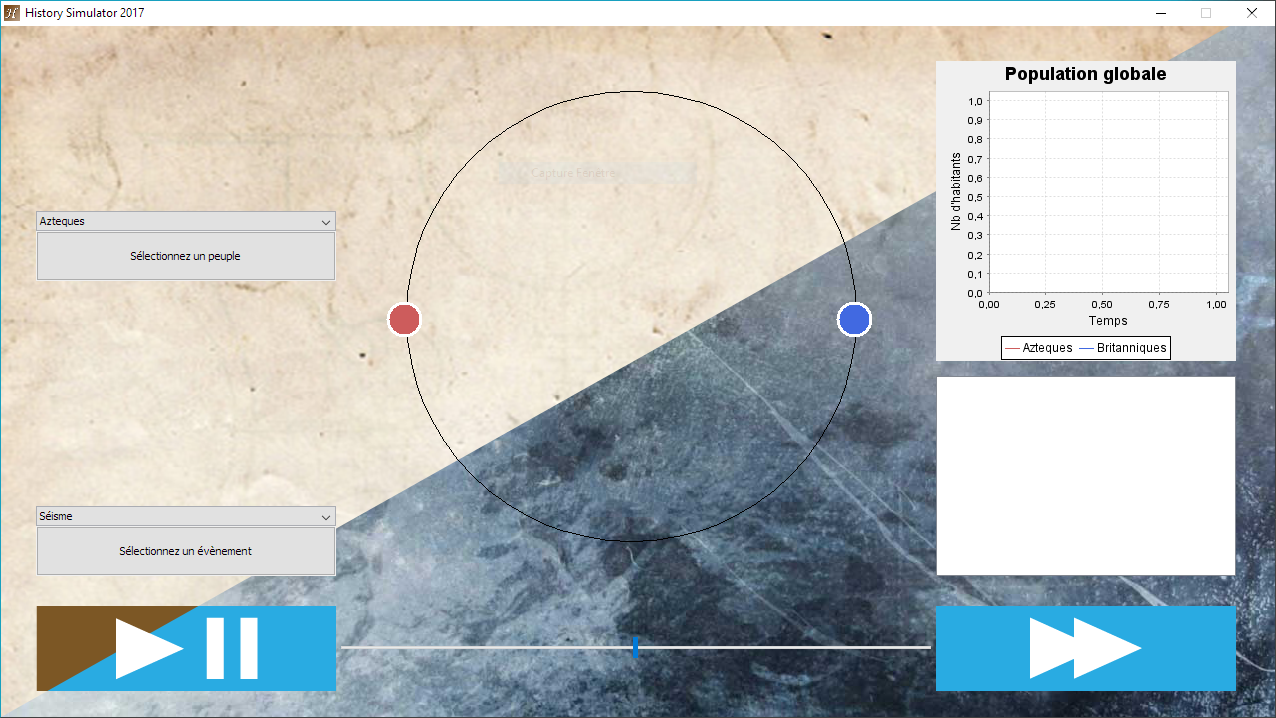 History Simulator 2017
Capture Fenêtre
Azteques
Sélectionnez un peuple
Séisme
Sélectionnez un évènement
Population globale
Nb d'habitants
1,0
0,9
0,8
0,7
0,6
0,5
0,4
0,3
0,2
0,1
0,0
0,00 0,25 0,50 0,75 1,00
Temps
Azteques Britanniques